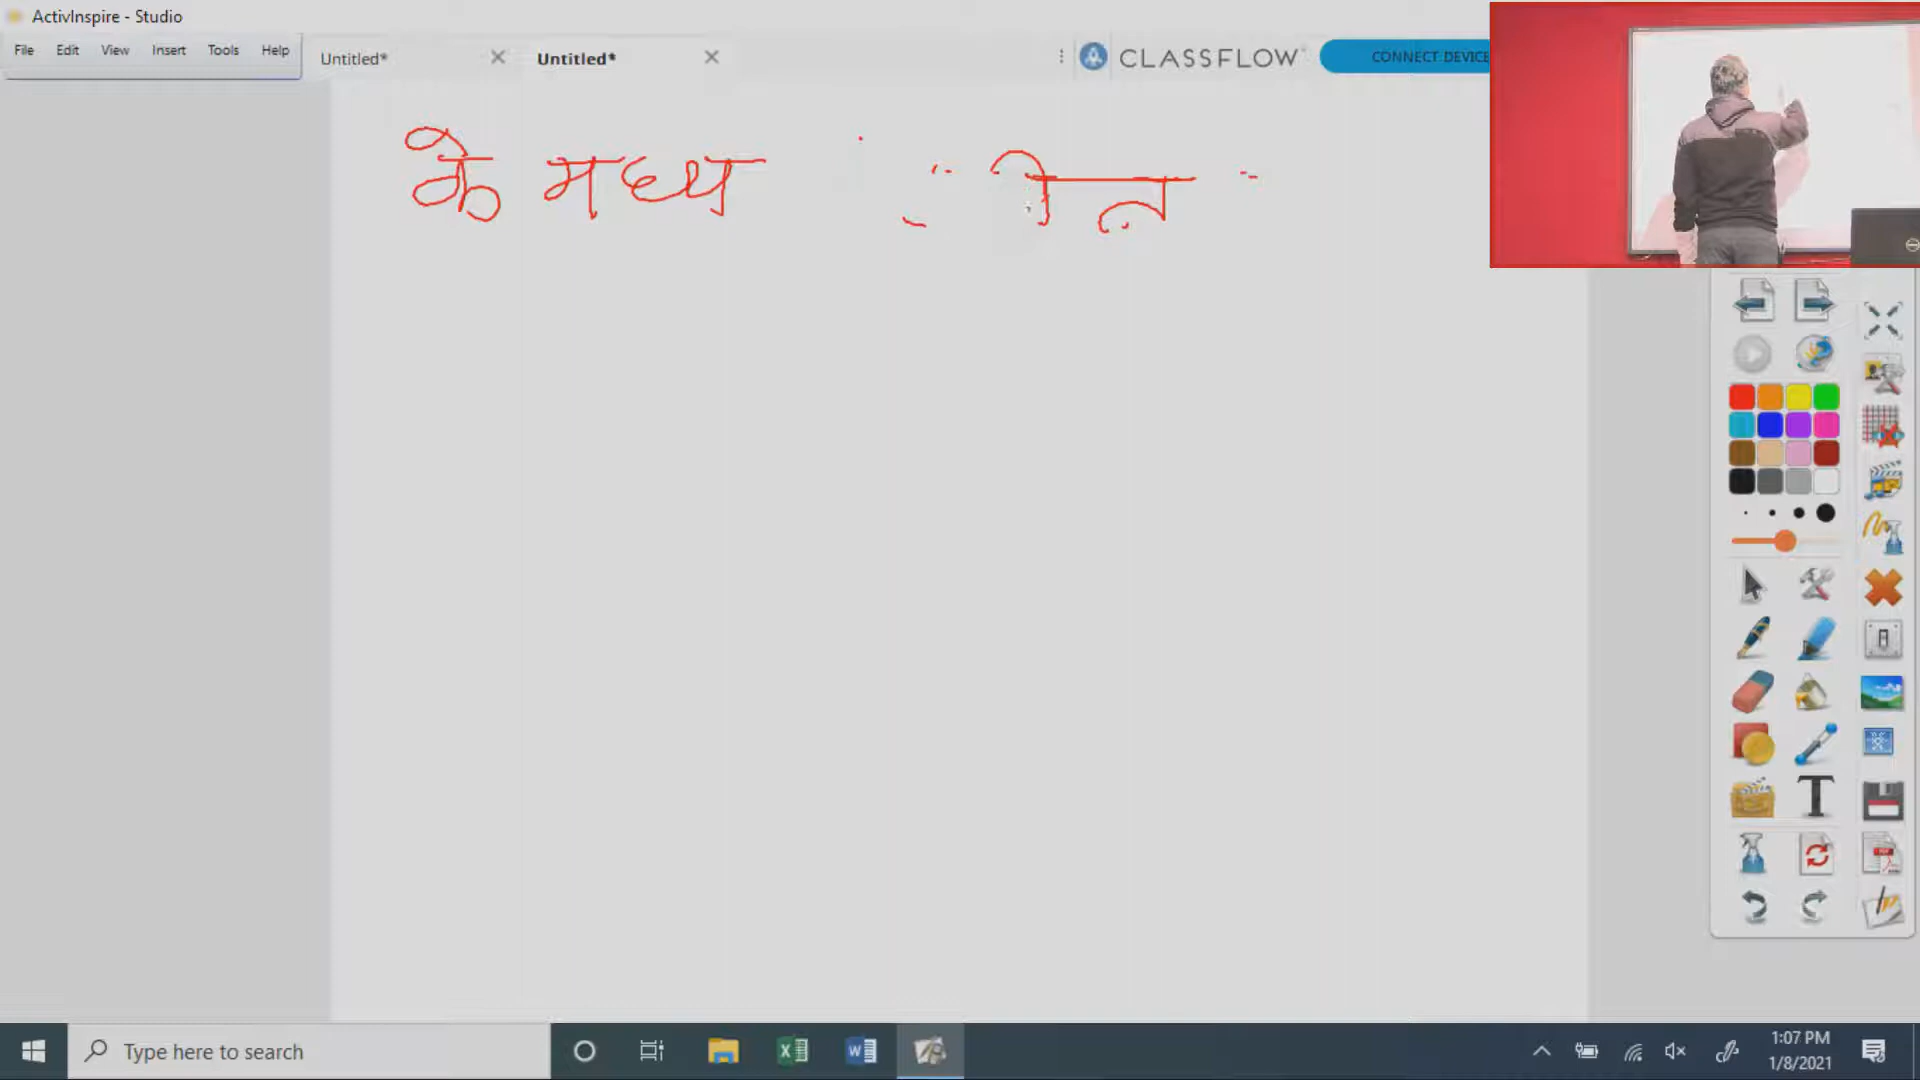 ActivInspire - Studio
File Edit View Insert Tools Help
Untitled* Untitled* CLASSFLOW CONNECT DEVICE
के मध्य
T
PDF
Type here to search
1:07 PM
1/8/2021